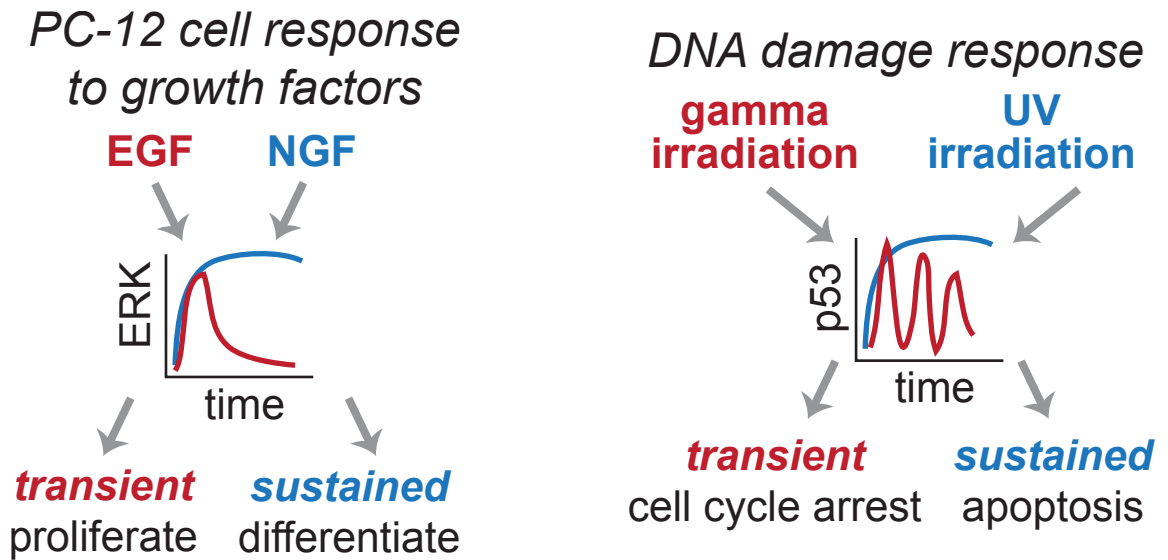 PC-12 cell response
to growth factors
EGF
NGF
ERK
time
transient
proliferate
sustained
differentiate
DNA damage response
gamma
irradiation
UV
irradiation
p53
time
transient
cell cycle arrest
sustained
apoptosis